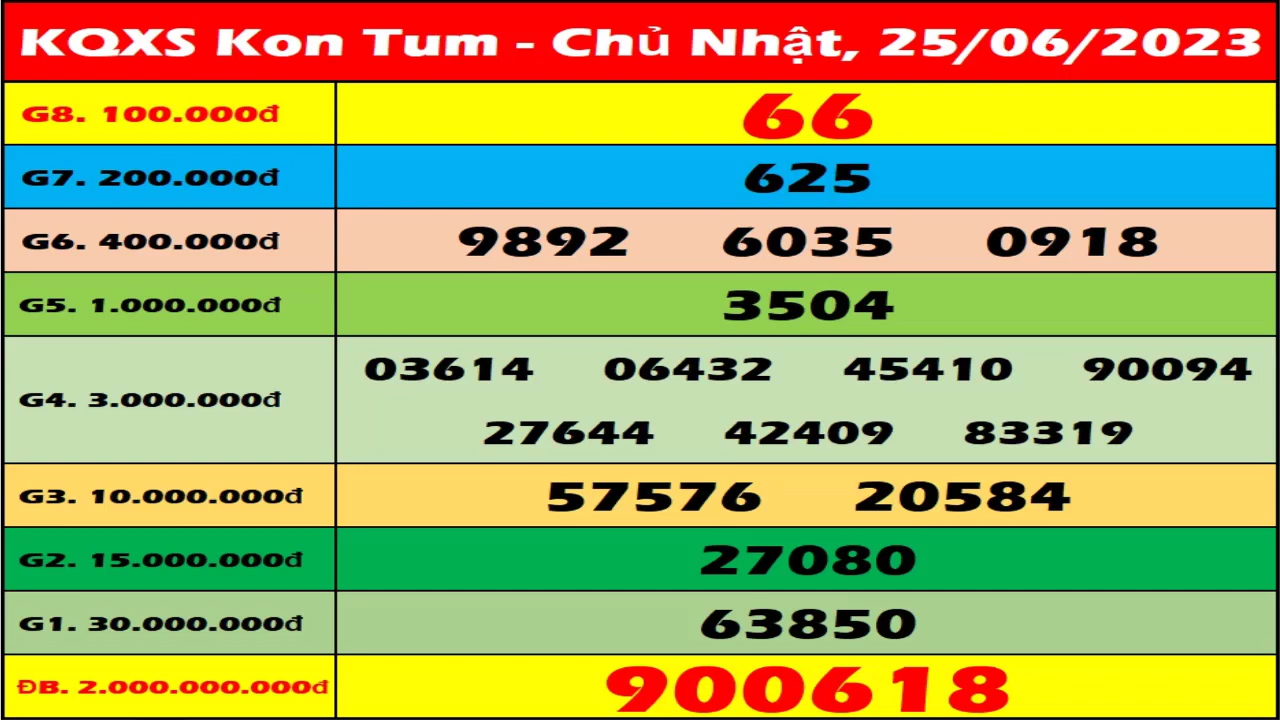 KQXS Kon Tum - Chủ Nhật, 25/06/2023
G8. 100.000đ 66
G7. 200.000đ 625
G6. 400.000đ 9892 6035 0918
G5. 1.000.000đ 3504
03614 06432 45410 90094
G4. 3.000.000đ
27644 42409 83319
G3. 10.000.000đ 57576 20584
G2. 15.000.000đ 27080
G1. 30.000.000đ 63850
ĐB. 2.000.000.000đ 900618